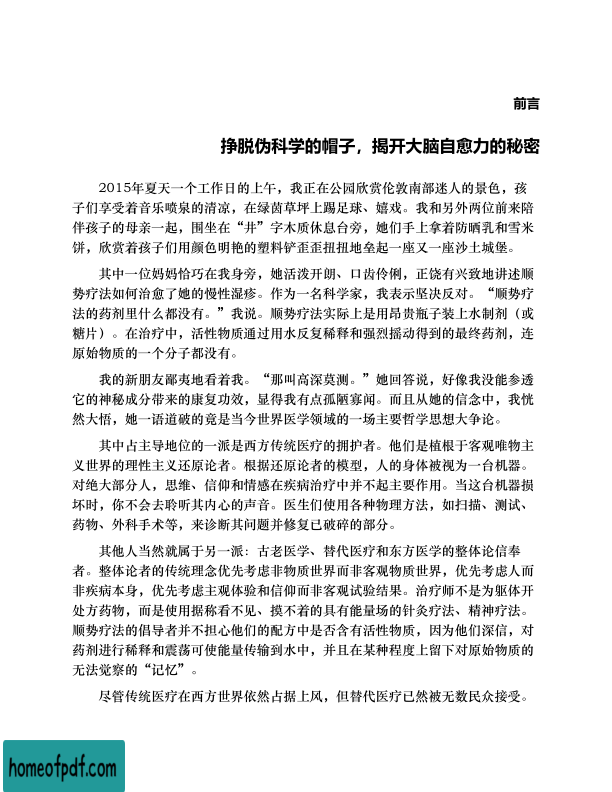 前言
挣脱伪科学的帽子，揭开大脑自愈力的秘密
2015年夏天一个工作日的上午，我正在公园欣赏伦敦南部迷人的景色，孩
子们享受着音乐喷泉的清凉，在绿茵草坪上踢足球、嬉戏。我和另外两位前来陪
伴孩子的母亲一起，围坐在“井”字木质休息台旁，她们手上拿着防晒乳和雪米
饼，欣赏着孩子们用颜色明艳的塑料铲歪歪扭扭地垒起一座又一座沙土城堡。
其中一位妈妈恰巧在我身旁，她活泼开朗、口齿伶俐，正饶有兴致地讲述顺
势疗法如何治愈了她的慢性湿疹。作为一名科学家，我表示坚决反对。“顺势疗
法的药剂里什么都没有。”我说。顺势疗法实际上是用昂贵瓶子装上水制剂（或
糖片）。在治疗中，活性物质通过用水反复稀释和强烈摇动得到的最终药剂，连
原始物质的一个分子都没有。
我的新朋友鄙夷地看着我。“那叫高深莫测。”她回答说，好像我没能参透
它的神秘成分带来的康复功效，显得我有点孤陋寡闻。而且从她的信念中，我恍
然大悟，她一语道破的竟是当今世界医学领域的一场主要哲学思想大争论。
其中占主导地位的一派是西方传统医疗的拥护者。他们是植根于客观唯物主
义世界的理性主义还原论者。根据还原论者的模型，人的身体被视为一台机器。
对绝大部分人，思维、信仰和情感在疾病治疗中并不起主要作用。当这台机器损
坏时，你不会去聆听其内心的声音。医生们使用各种物理方法，如扫描、测试、
药物、外科手术等，来诊断其问题并修复已破碎的部分。
其他人当然就属于另一派：古老医学、替代医疗和东方医学的整体论信奉
者。整体论者的传统理念优先考虑非物质世界而非客观物质世界，优先考虑人而
非疾病本身，优先考虑主观体验和信仰而非客观试验结果。治疗师不是为躯体开
处方药物，而是使用据称看不见、摸不着的具有能量场的针灸疗法、精神疗法。
顺势疗法的倡导者并不担心他们的配方中是否含有活性物质，因为他们深信，对
药剂进行稀释和震荡可使能量传输到水中，并且在某种程度上留下对原始物质的
无法觉察的“记忆”。
尽管传统医疗在西方世界依然占据上风，但替代医疗已然被无数民众接受。
homeofpdf.com